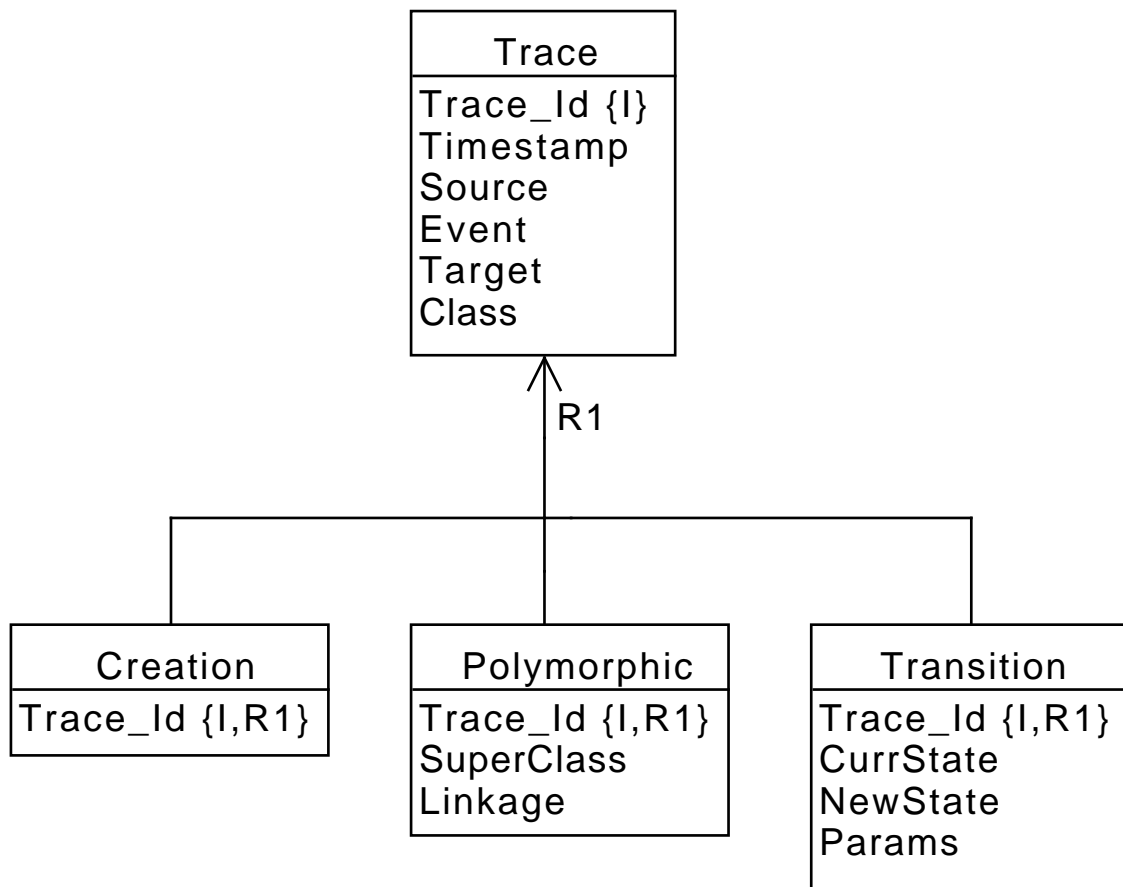 Trace
Trace_Id {I}
Timestamp
Source
Event
Target
Class
R1
Creation
Trace_Id {I,R1}
Polymorphic
Trace_Id {I,R1}
SuperClass
Linkage
Transition
Trace_Id {I,R1}
CurrState
NewState
Params